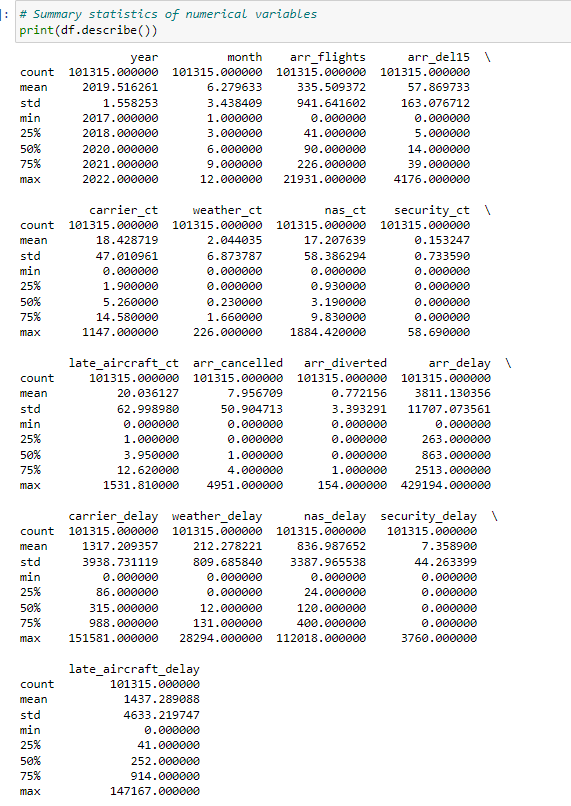 : # Summary statistics of numerical variables
print(df.describe())
year month arr_flights arr_del15 \
count 101315.000000 101315.000000 101315.000000 101315.000000
mean 2019.516261 6.279633 335.509372 57.869733
std 1.558253 3.438409 941.641602 163.076712
min 2017.000000 1.000000 0.000000 0.000000
25% 2018.000000 3.000000 41.000000 5.000000
50% 2020.000000 6.000000 90.000000 14.000000
75% 2021.000000 9.000000 226.000000 39.000000
max 2022.000000 12.000000 21931.000000 4176.000000
carrier_ct weather_ct nas_ct security_ct \
count 101315.000000 101315.000000 101315.000000 101315.000000
mean 18.428719 2.044035 17.207639 0.153247
std 47.010961 6.873787 58.386294 0.733590
min 0.000000 0.000000 0.000000 0.000000
25% 1.900000 0.000000 0.930000 0.000000
50% 5.260000 0.230000 3.190000 0.000000
75% 14.580000 1.660000 9.830000 0.000000
max 1147.000000 226.000000 1884.420000 58.690000
late_aircraft_ct arr_cancelled arr_diverted arr_delay \
count 101315.000000 101315.000000 101315.000000 101315.000000
mean 20.036127 7.956709 0.772156 3811.130356
std 62.998980 50.904713 3.393291 11707.073561
min 0.000000 0.000000 0.000000 0.000000
25% 1.000000 0.000000 0.000000 263.000000
50% 3.950000 1.000000 0.000000 863.000000
75% 12.620000 4.000000 1.000000 2513.000000
max 1531.810000 4951.000000 154.000000 429194.000000
carrier_delay weather_delay nas_delay security_delay \
count 101315.000000 101315.000000 101315.000000 101315.000000
mean 1317.209357 212.278221 836.987652 7.358900
std 3938.731119 809.685840 3387.965538 44.263399
min 0.000000 0.000000 0.000000 0.000000
25% 86.000000 0.000000 24.000000 0.000000
50% 315.000000 12.000000 120.000000 0.000000
75% 988.000000 131.000000 400.000000 0.000000
max 151581.000000 28294.000000 112018.000000 3760.000000
late_aircraft_delay
count 101315.000000
mean 1437.289088
std 4633.219747
min 0.000000
25% 41.000000
50% 252.000000
75% 914.000000
max 147167.000000